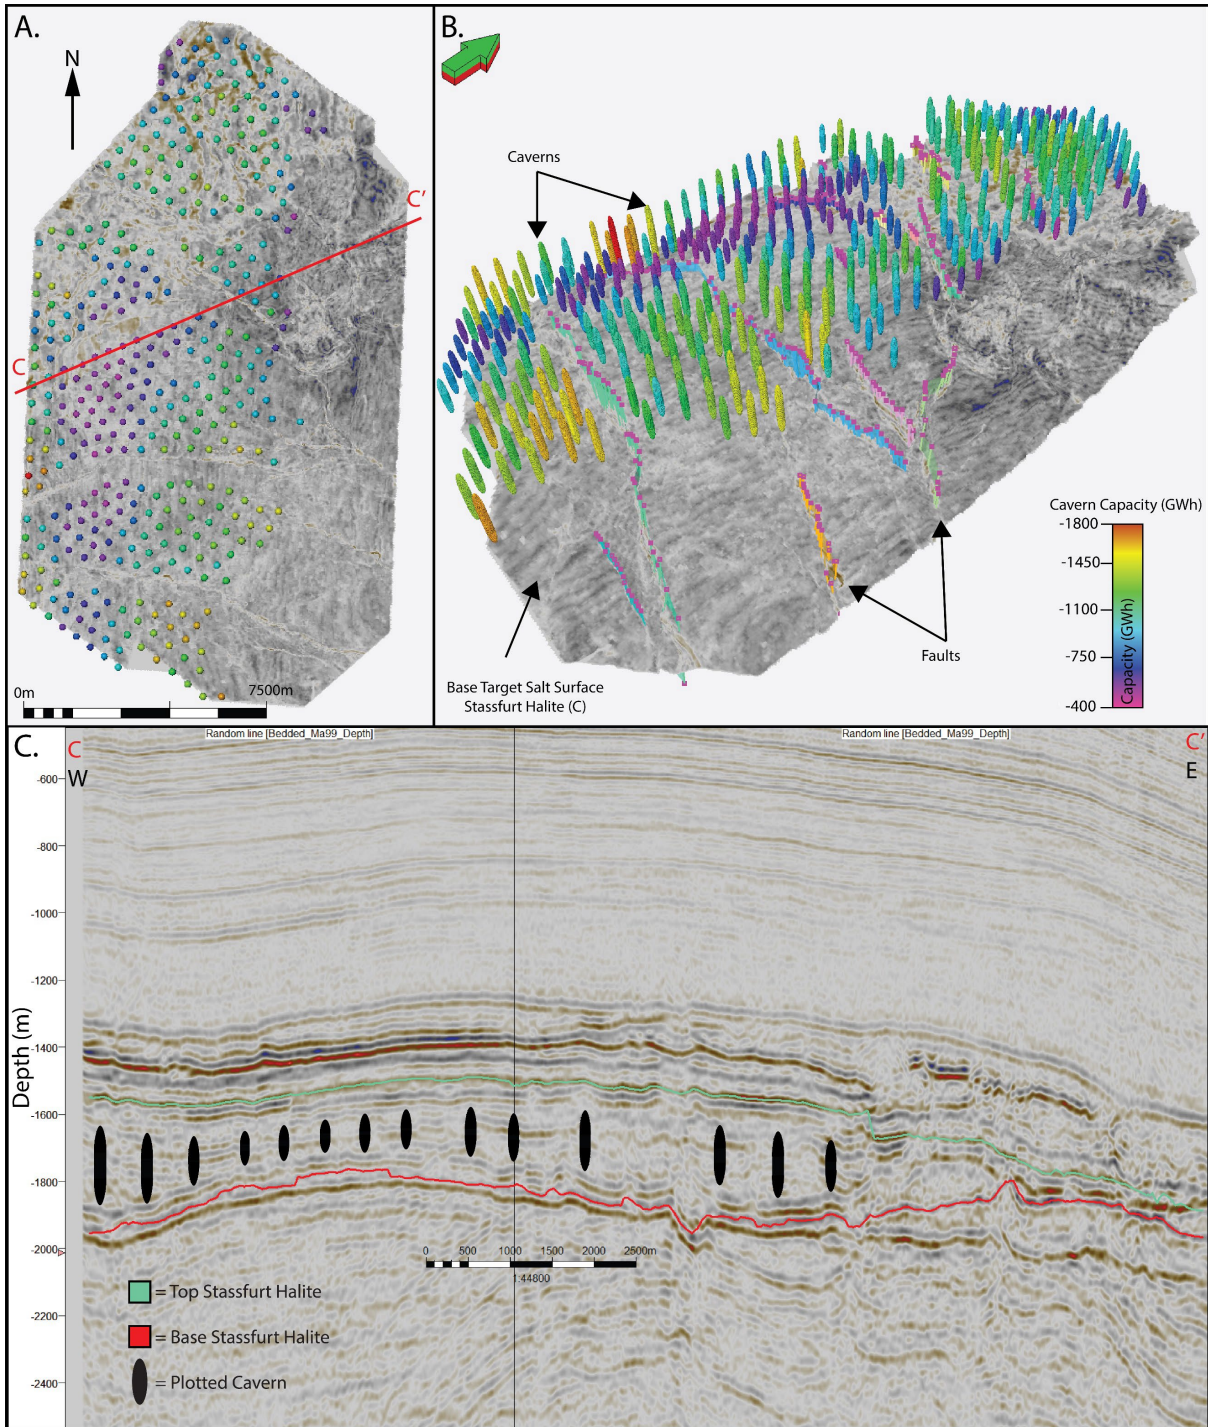 A.
N
C'
C
0m
7500m
B.
Caverns
Cavern Capacity (GWh)
-1800
-1450
-1100
-750
-400
Capacity (GWh)
Faults
Base Target Salt Surface
Stassfurt Halite (C)
C.
C
W
Random line [Bedded_Ma99_Depth]
Random line [Bedded_Ma99_Depth]
C'
E
Depth (m)
-600
-800
-1000
-1200
-1400
-1600
-1800
-2000
-2200
-2400
0 500 1000 1500 2000 2500m
1:44800
= Top Stassfurt Halite
= Base Stassfurt Halite
= Plotted Cavern